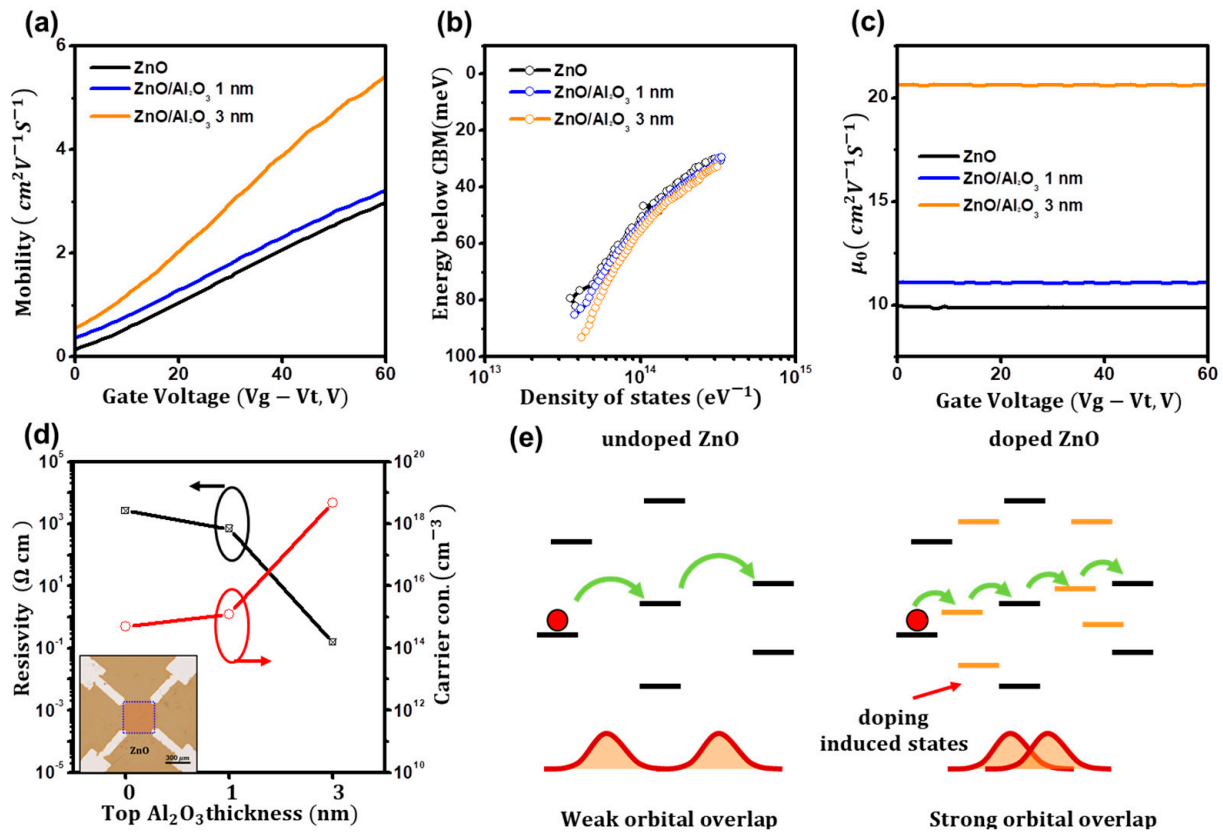 (a)
6
4
2
0
0 20 40 60
Mobility ( cm²V⁻¹S⁻¹)
Gate Voltage (Vg − Vt, V)
ZnO
ZnO/Al₂O₃ 1 nm
ZnO/Al₂O₃ 3 nm
(b)
0
20
40
60
80
100
10¹³ 10¹⁴ 10¹⁵
Energy below CBM(meV)
Density of states (eV⁻¹)
ZnO
ZnO/Al₂O₃ 1 nm
ZnO/Al₂O₃ 3 nm
(c)
20
15
10
0 20 40 60
μ₀( cm²V⁻¹S⁻¹)
Gate Voltage (Vg − Vt, V)
ZnO
ZnO/Al₂O₃ 1 nm
ZnO/Al₂O₃ 3 nm
(d)
10⁵
10³
10¹
10⁻¹
10⁻³
10⁻⁵
Resisvity (Ω cm)
10²⁰
10¹⁸
10¹⁶
10¹⁴
10¹²
10¹⁰
Carrier con.(cm⁻³)
0 1 3
Top Al₂O₃thickness (nm)
ZnO
300 μm
(e)
undoped ZnO
doped ZnO
doping
induced states
Weak orbital overlap
Strong orbital overlap